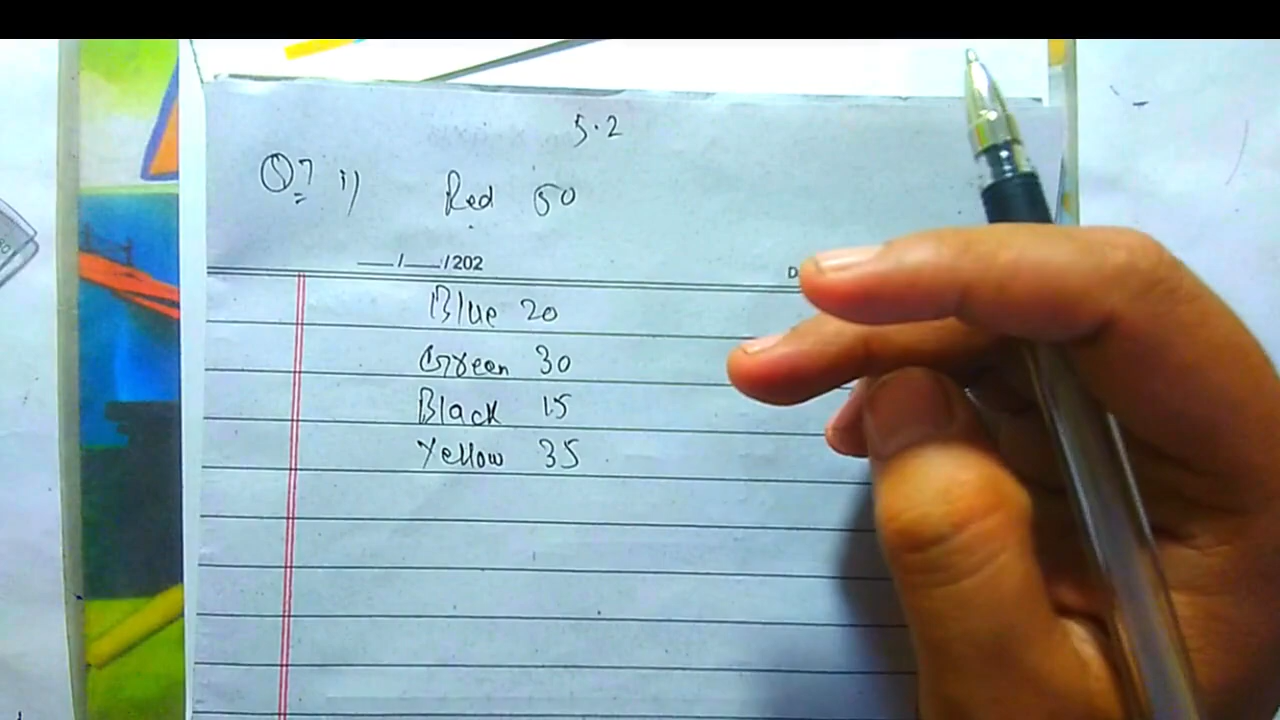 5.2
Q7 i) Red 50
__/__/202 D
Blue 20
Green 30
Black 15
Yellow 35